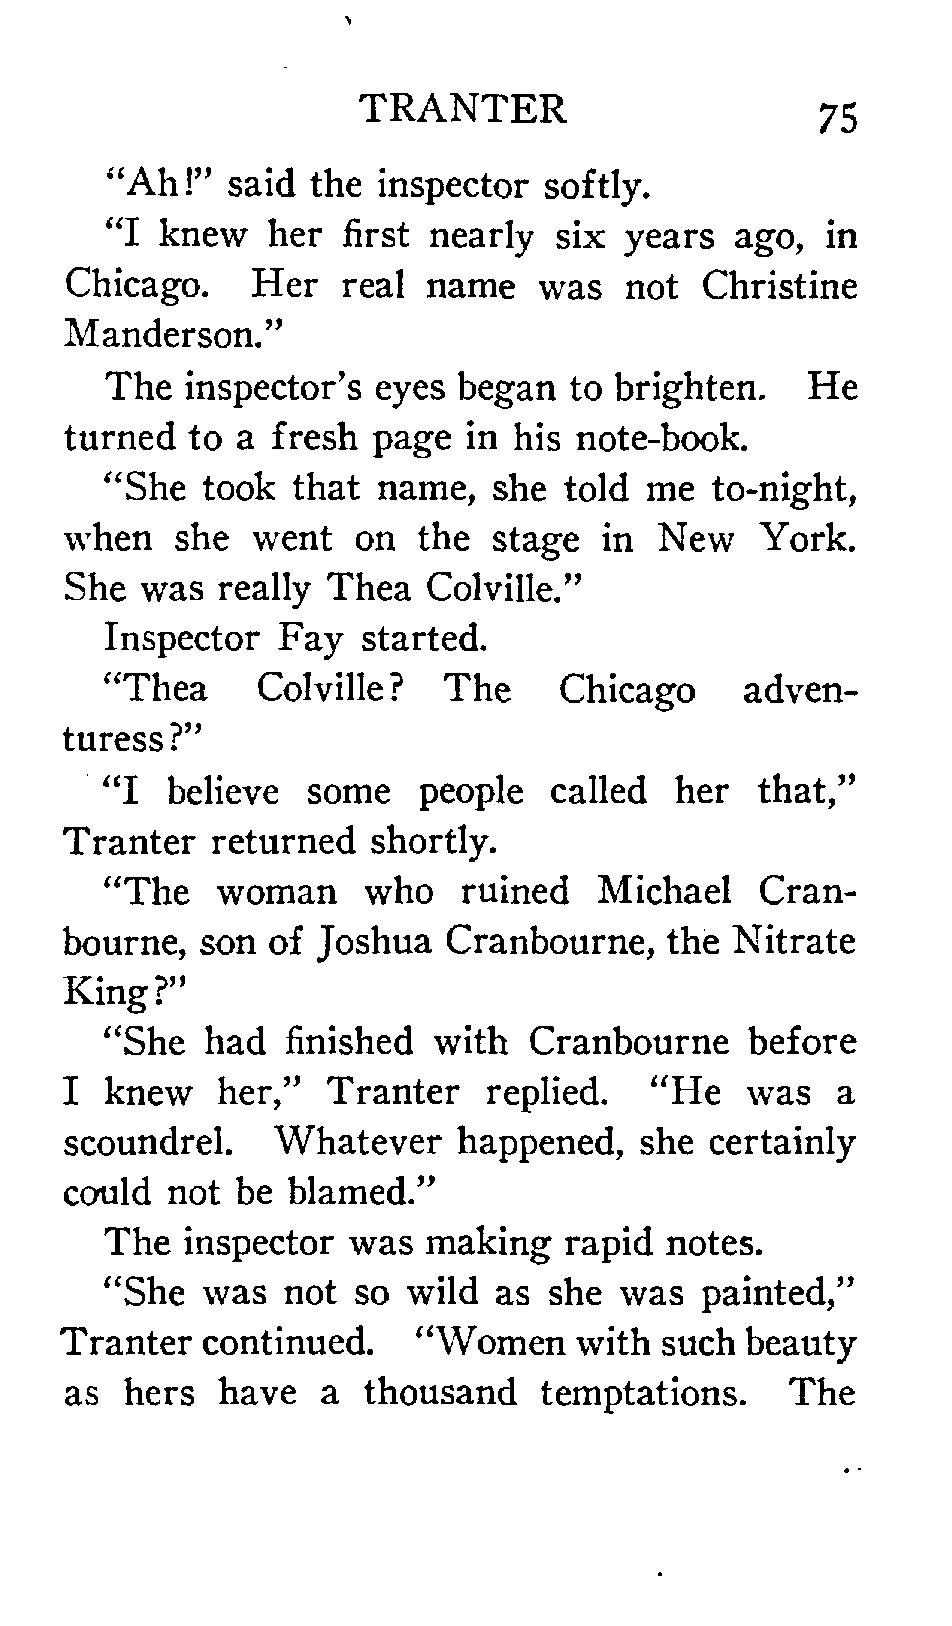 TRANTER 75
"Ah!" said the inspector softly.
"I knew her first nearly six years ago, in
Chicago. Her real name was not Christine
Manderson."
The inspector's eyes began to brighten. He
turned to a fresh page in his note-book.
"She took that name, she told me to-night,
when she went on the stage in New York.
She was really Thea Colville."
Inspector Fay started.
"Thea Colville? The Chicago adven-
turess?"
"I believe some people called her that,"
Tranter returned shortly.
"The woman who ruined Michael Cran-
bourne, son of Joshua Cranbourne, the Nitrate
King?"
"She had finished with Cranbourne before
I knew her," Tranter replied. "He was a
scoundrel. Whatever happened, she certainly
could not be blamed."
The inspector was making rapid notes.
"She was not so wild as she was painted,"
Tranter continued. "Women with such beauty
as hers have a thousand temptations. The